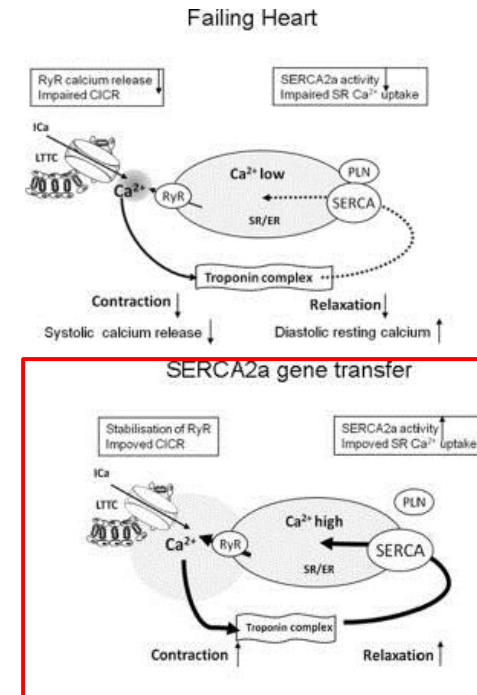 Failing Heart
RyR calcium release
Impaired CICR
SERCA2a activity
Impaired SR Ca²⁺ uptake
ICa
LTTC
Ca²⁺
RyR
Ca²⁺ low
SR/ER
PLN
SERCA
Troponin complex
Contraction
Relaxation
Systolic calcium release
Diastolic resting calcium
SERCA2a gene transfer
Stabilisation of RyR
Impoved CICR
SERCA2a activity
Impoved SR Ca²⁺ uptake
ICa
LTTC
Ca²⁺
RyR
Ca²⁺ high
SR/ER
PLN
SERCA
Troponin complex
Contraction
Relaxation